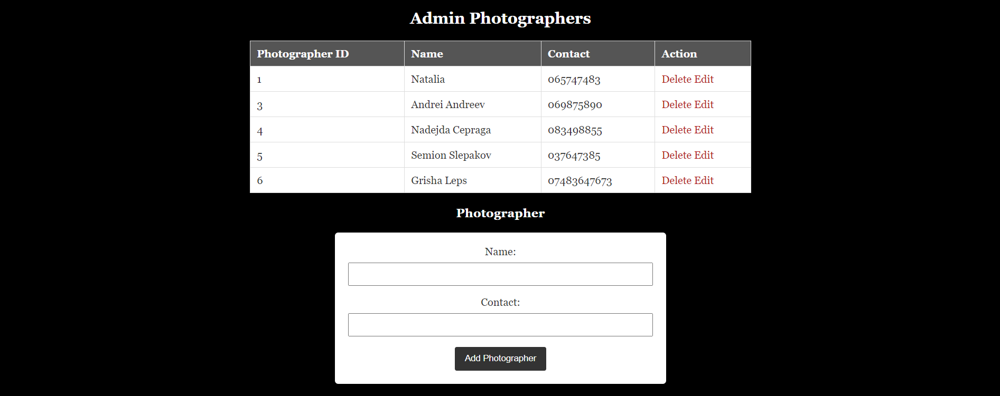 Admin Photographers
Photographer ID Name Contact Action
1 Natalia 065747483 Delete Edit
3 Andrei Andreev 069875890 Delete Edit
4 Nadejda Cepraga 083498855 Delete Edit
5 Semion Slepakov 037647385 Delete Edit
6 Grisha Leps 07483647673 Delete Edit
Photographer
Name:
Contact:
Add Photographer